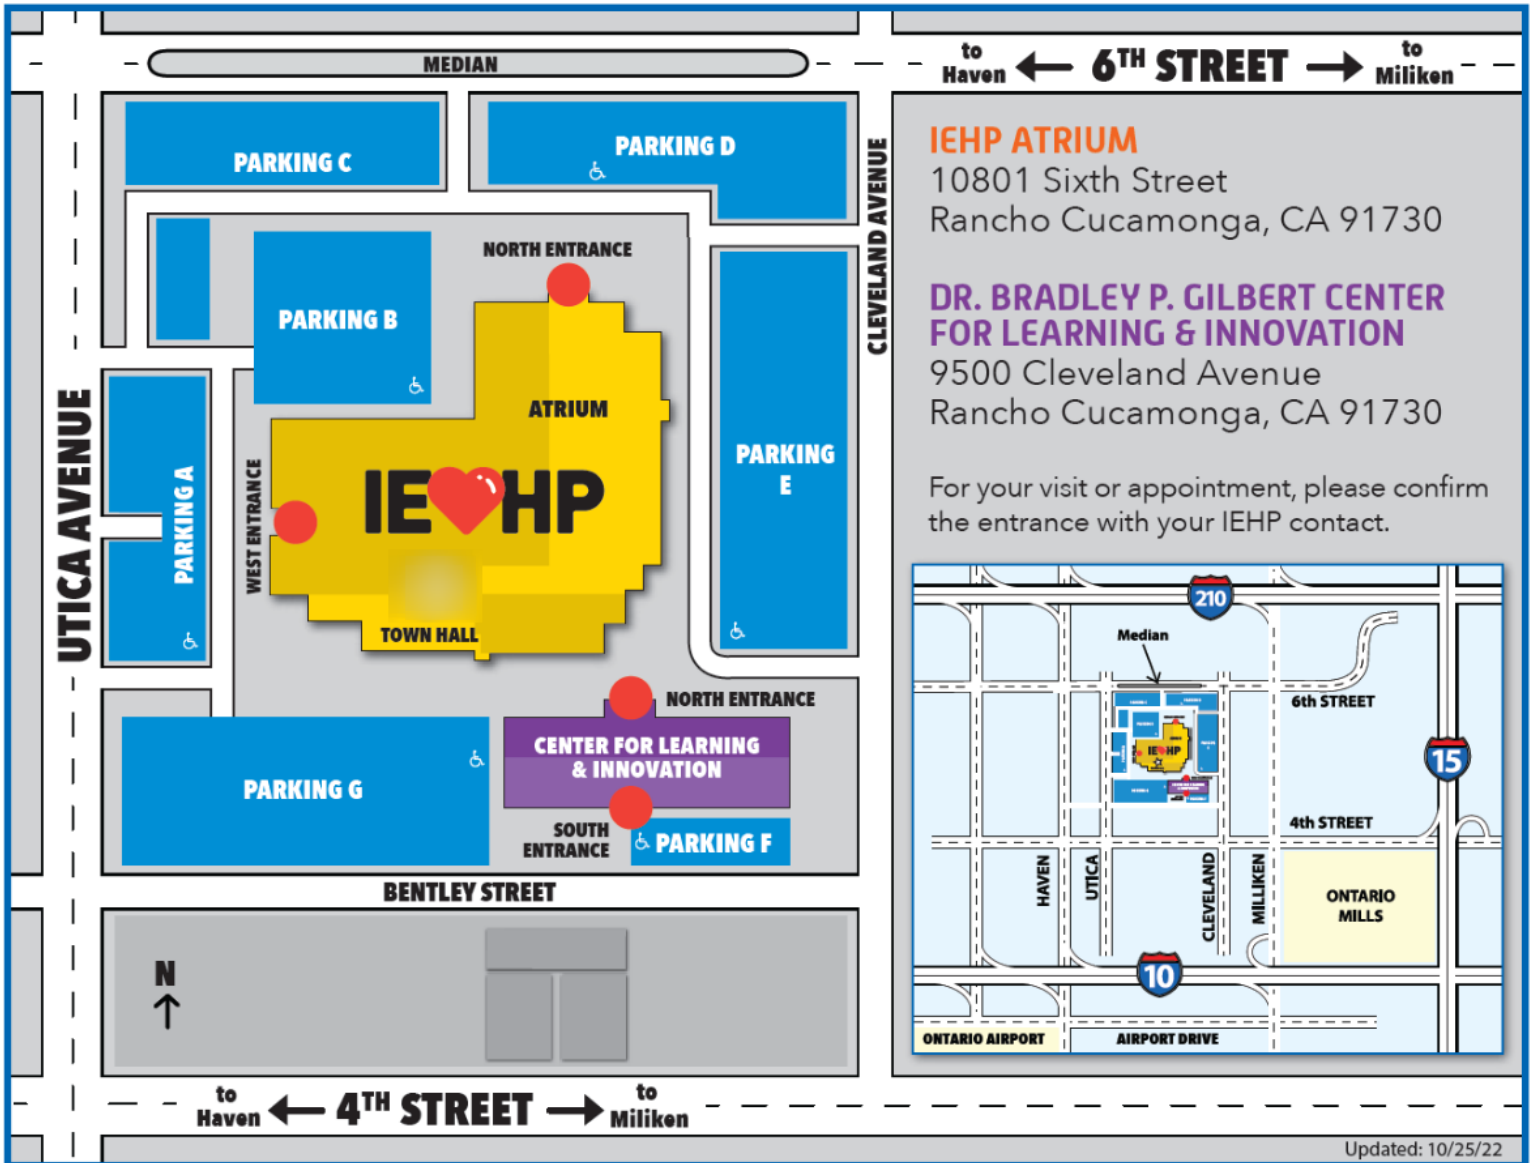 MEDIAN
to
Haven
6TH STREET
to
Miliken
PARKING C
PARKING D
CLEVELAND AVENUE
NORTH ENTRANCE
PARKING B
ATRIUM
PARKING
E
UTICA AVENUE
PARKING A
WEST ENTRANCE
IEHP
TOWN HALL
NORTH ENTRANCE
CENTER FOR LEARNING
& INNOVATION
PARKING G
SOUTH
ENTRANCE
PARKING F
BENTLEY STREET
N
to
Haven
4TH STREET
to
Miliken
IEHP ATRIUM
10801 Sixth Street
Rancho Cucamonga, CA 91730
DR. BRADLEY P. GILBERT CENTER
FOR LEARNING & INNOVATION
9500 Cleveland Avenue
Rancho Cucamonga, CA 91730
For your visit or appointment, please confirm
the entrance with your IEHP contact.
210
Median
6th STREET
IEHP
15
4th STREET
HAVEN
UTICA
CLEVELAND
MILLIKEN
ONTARIO
MILLS
10
ONTARIO AIRPORT
AIRPORT DRIVE
Updated: 10/25/22